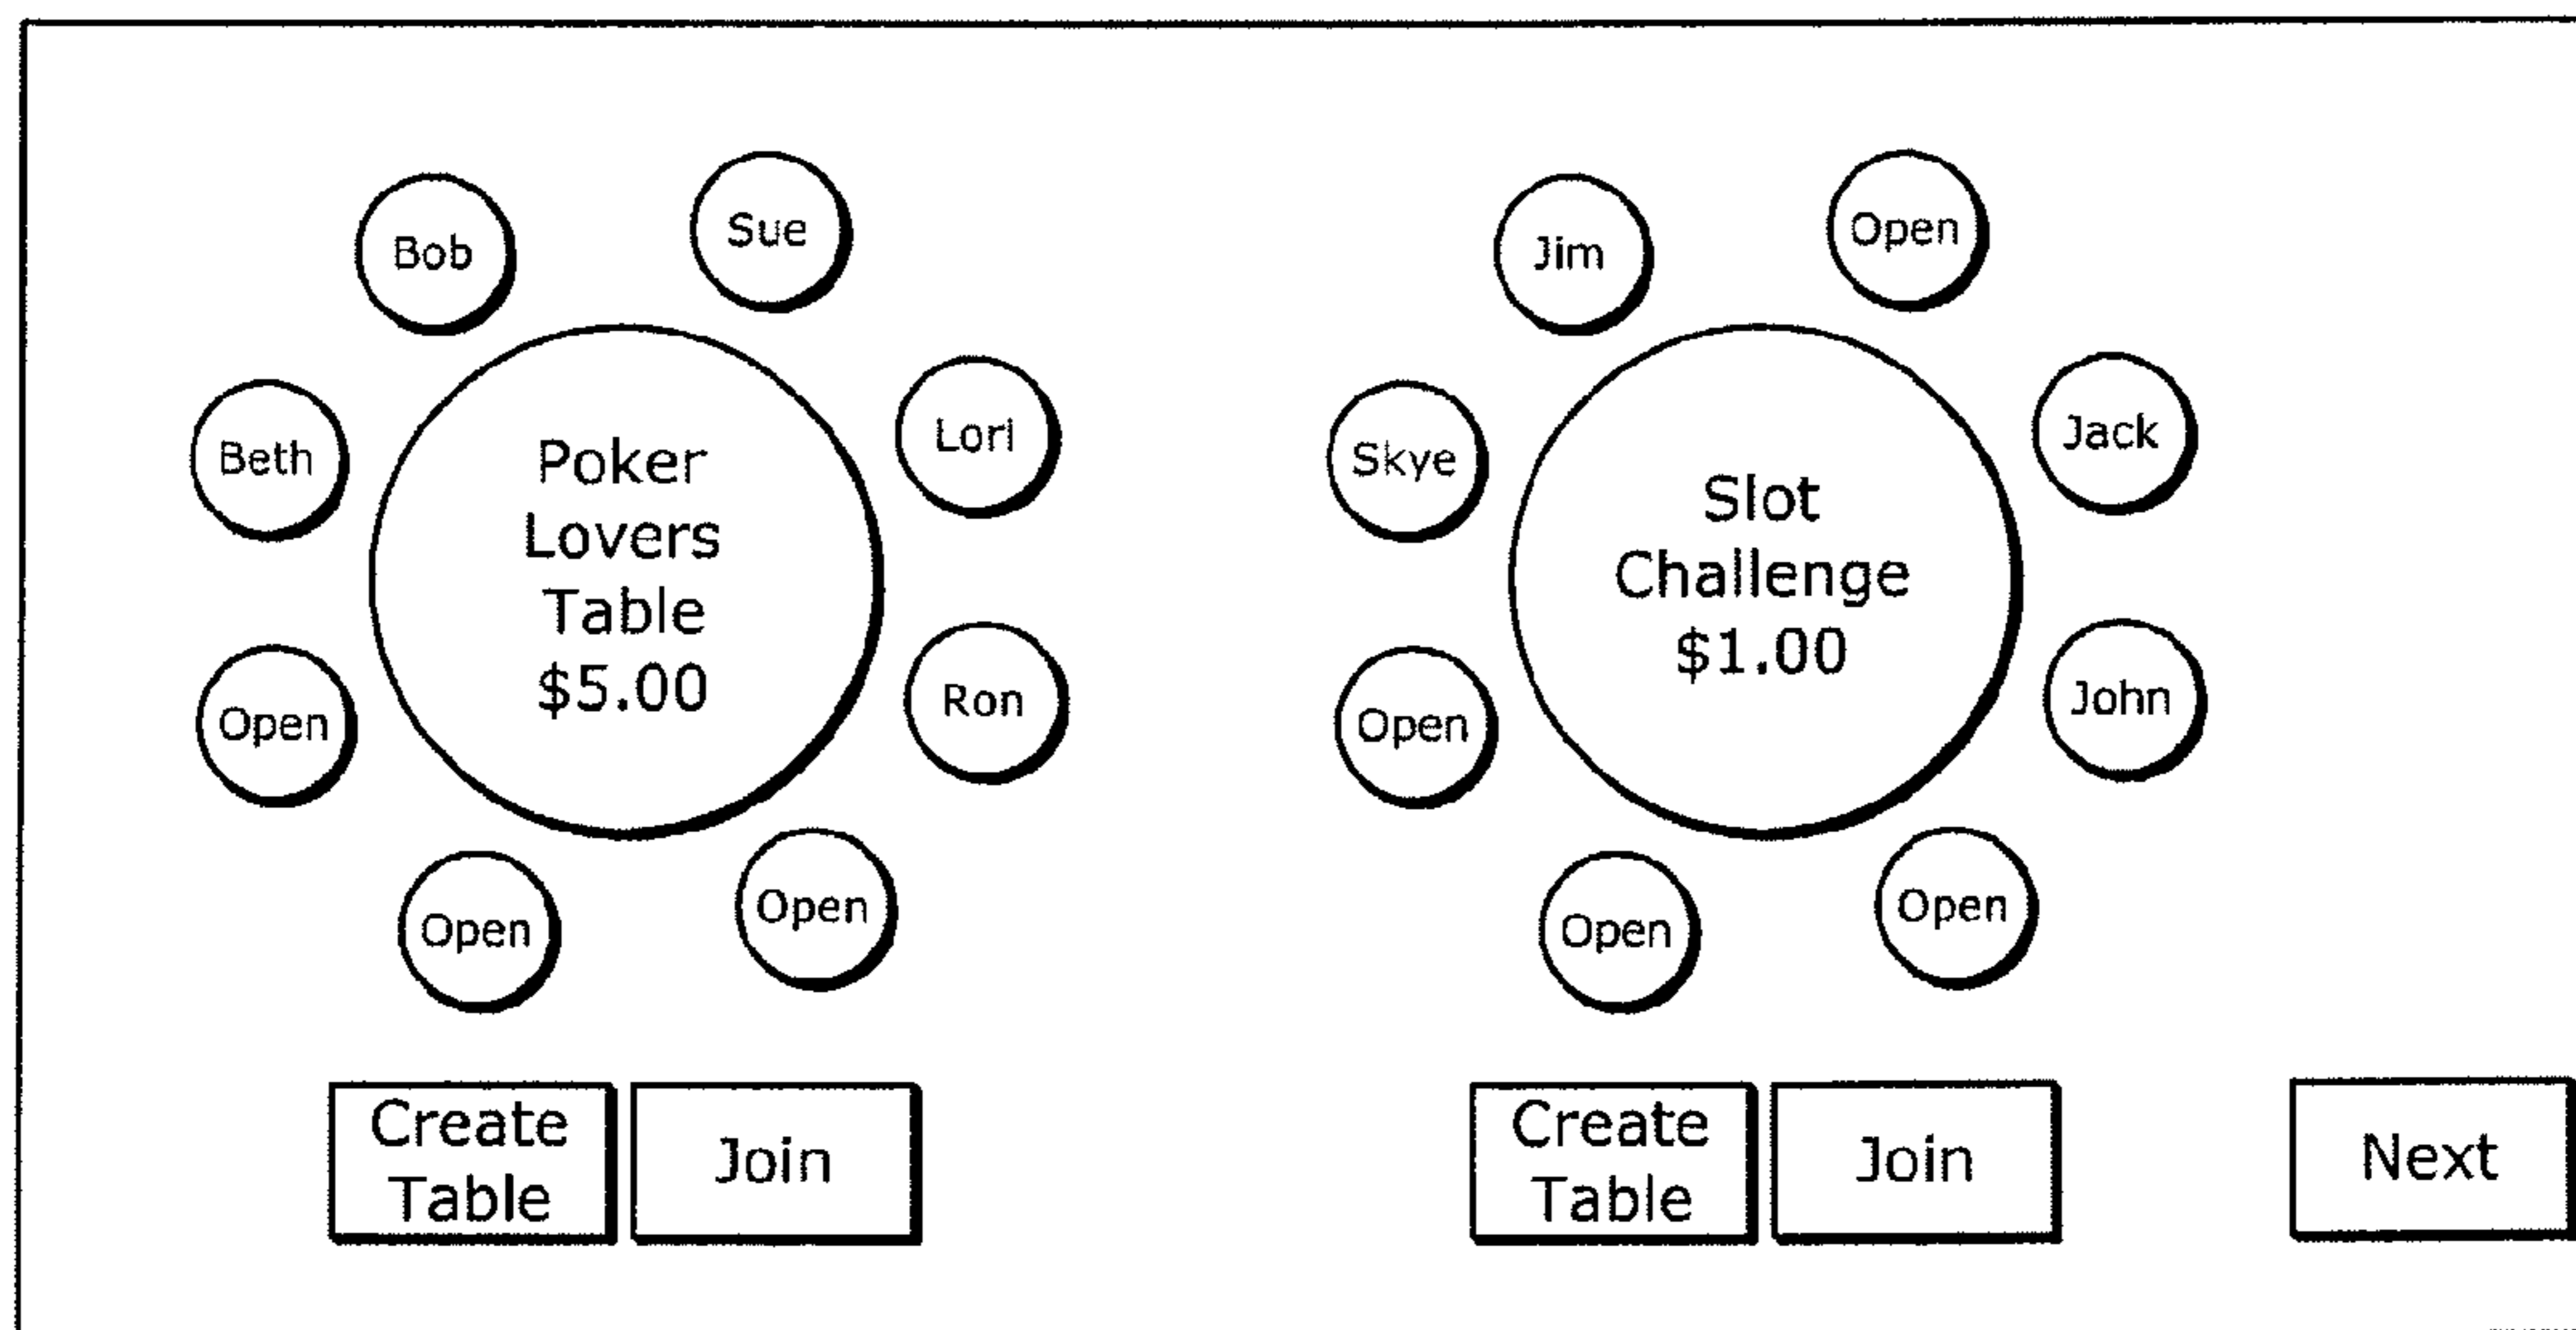 Bob
Sue
Beth
Lori
Poker
Lovers
Table
$5.00
Open
Ron
Open
Open
Create
Table
Join
Jim
Open
Skye
Jack
Slot
Challenge
$1.00
Open
John
Open
Open
Create
Table
Join
Next